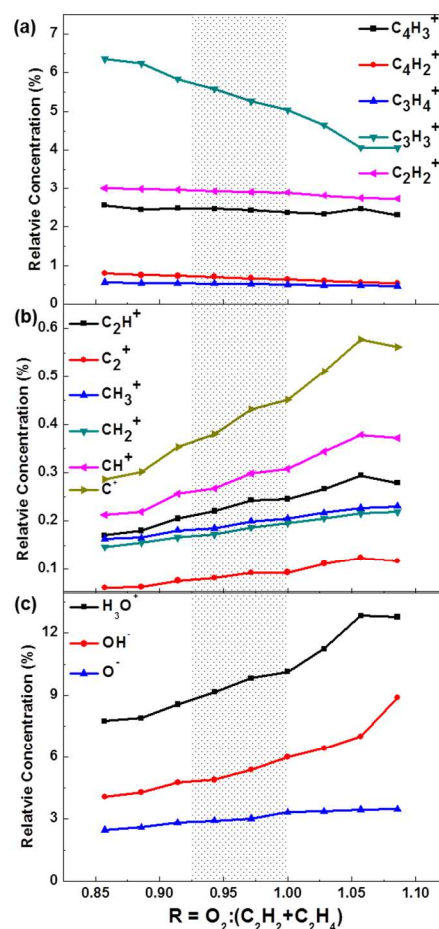 (a)
C4H3+
C4H2+
C3H4+
C3H3+
C2H2+
Relatvie Concentration (%)
7
6
5
4
3
2
1
0
(b)
C2H+
C2+
CH3+
CH2+
CH+
C+
Relatvie Concentration (%)
0.6
0.5
0.4
0.3
0.2
0.1
(c)
H3O+
OH-
O-
Relatvie Concentration (%)
12
9
6
3
0
0.85 0.90 0.95 1.00 1.05 1.10
R = O2:(C2H2+C2H4)